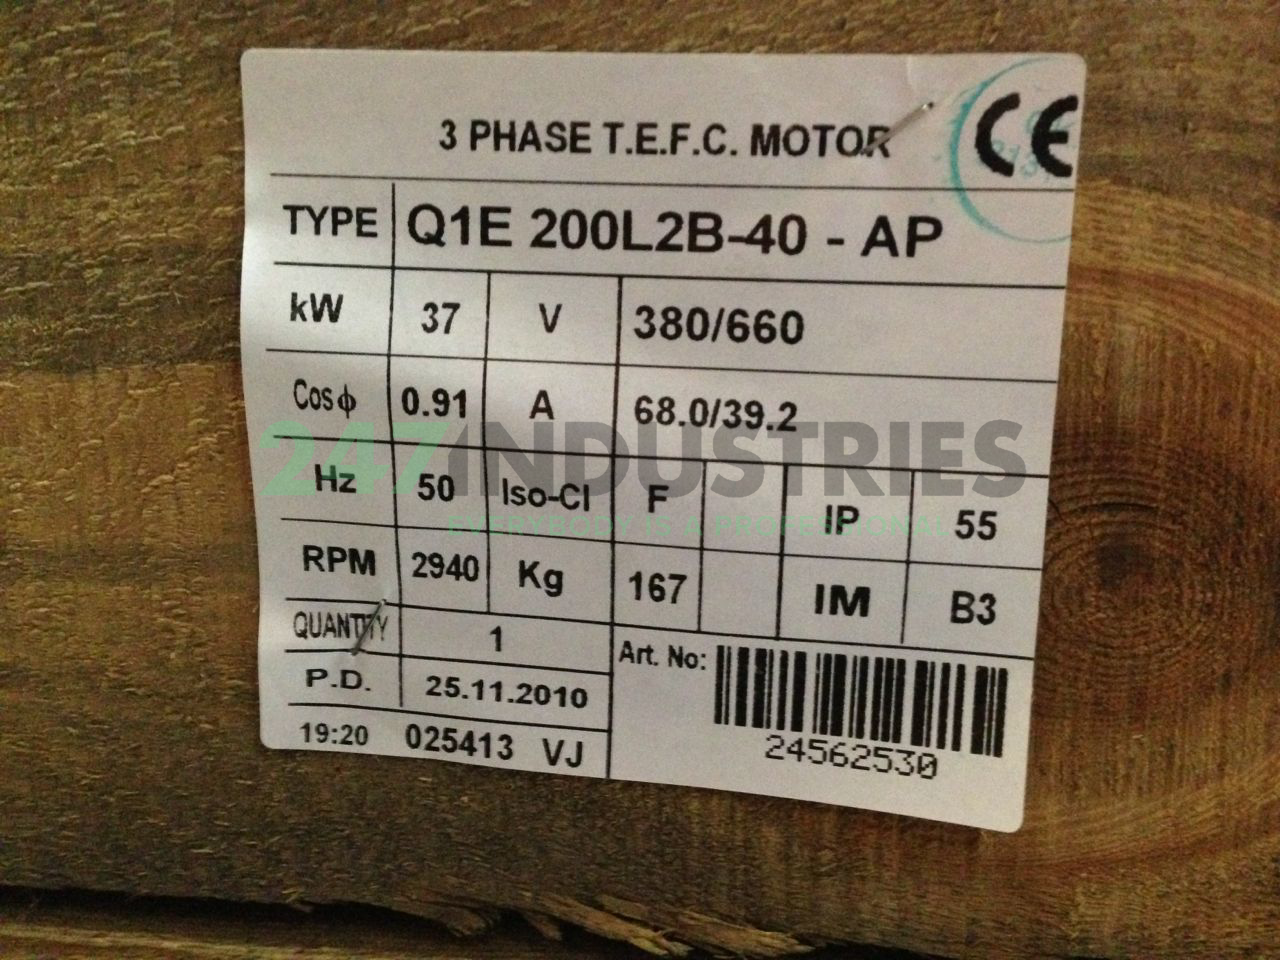 3 PHASE T.E.F.C. MOTOR CE
TYPE Q1E 200L2B-40 - AP
kW 37 V 380/660
Cosϕ 0.91 A 68.0/39.2
Hz 50 Iso-Cl F IP 55
RPM 2940 Kg 167 IM B3
QUANTITY 1
P.D. 25.11.2010
19:20 025413 VJ
Art. No:
24562530
247INDUSTRIES
EVERYBODY IS A PROFESSIONAL